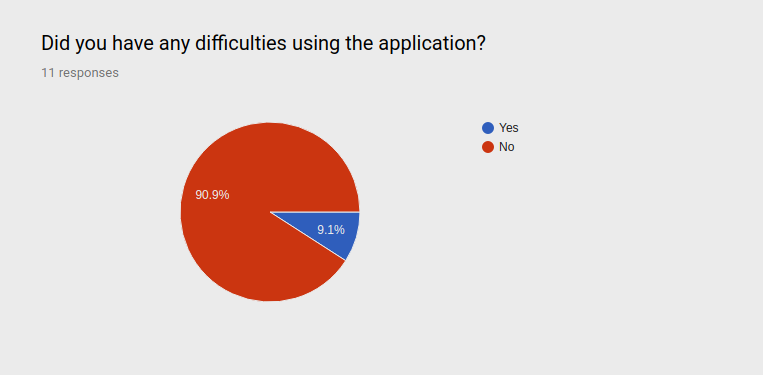 Did you have any difficulties using the application?
11 responses
Yes
No
90.9%
9.1%